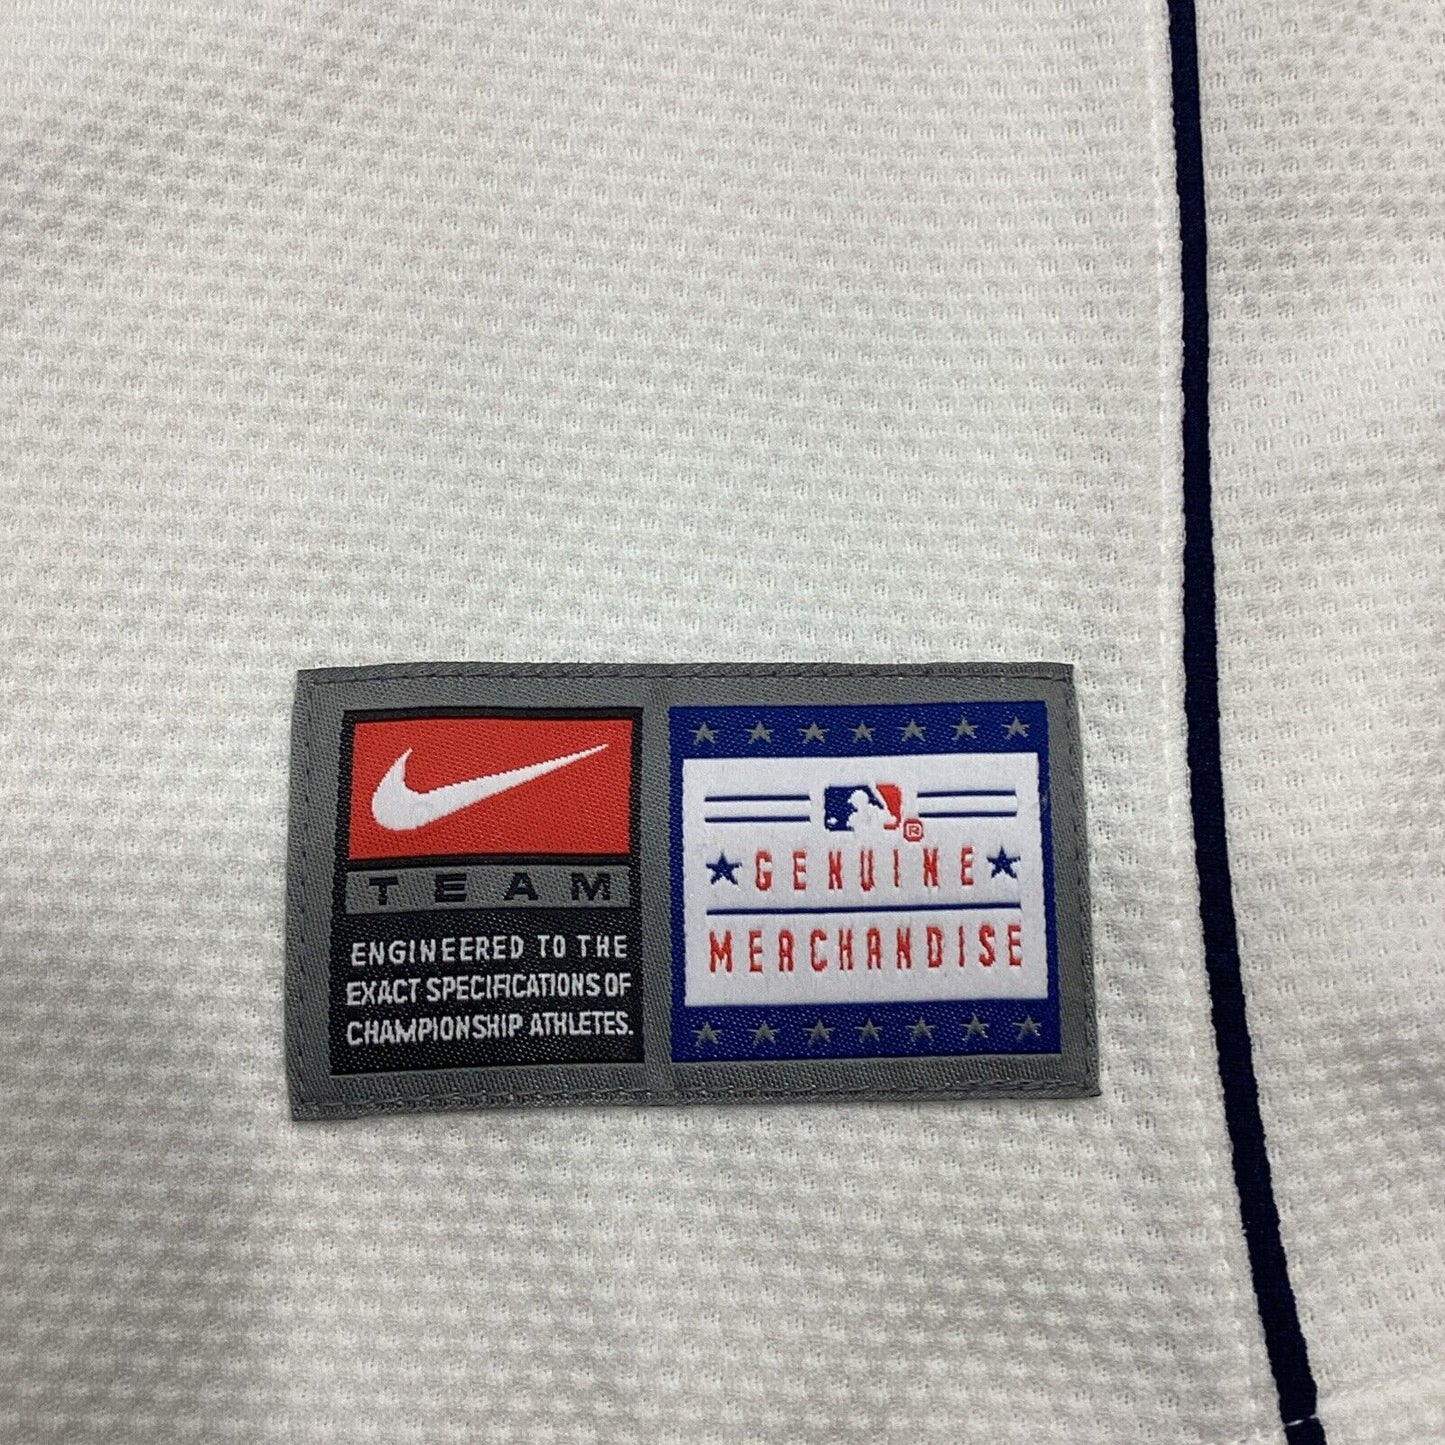 TEAM
ENGINEERED TO THE
EXACT SPECIFICATIONS OF
CHAMPIONSHIP ATHLETES.
®
GENUINE
MERCHANDISE